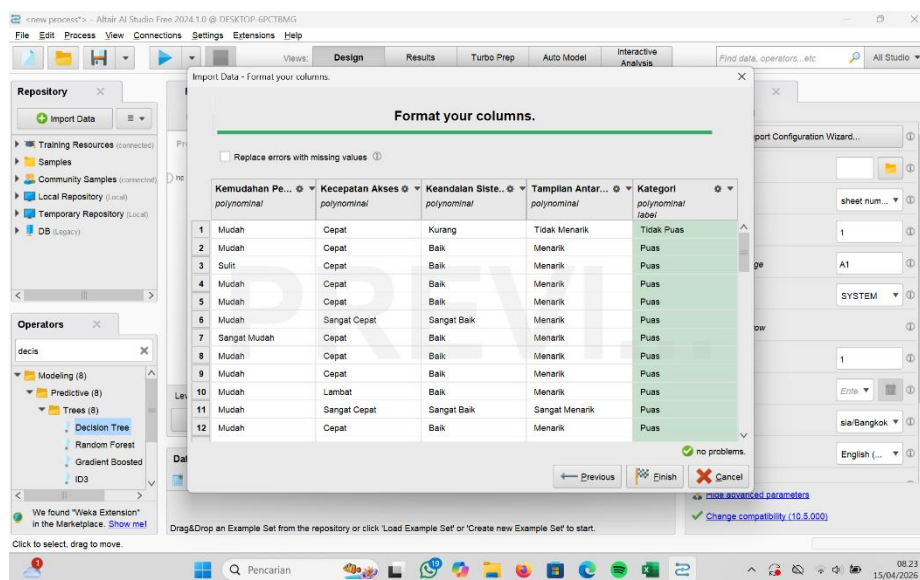 <new process*> – Altair AI Studio Free 2024.1.0 @ DESKTOP-6PCTBMG
File Edit Process View Connections Settings Extensions Help
Views: Design Results Turbo Prep Auto Model Interactive Analysis Find data, operators...etc All Studio
Repository
Import Data
Training Resources (connected)
Samples
Community Samples (connected)
Local Repository (Local)
Temporary Repository (Local)
DB (Legacy)
Operators
decis
Modeling (8)
Predictive (8)
Trees (8)
Decision Tree
Random Forest
Gradient Boosted
ID3
We found "Weka Extension"
in the Marketplace. Show me!
Import Data - Format your columns.
Format your columns.
Replace errors with missing values
Kemudahan Pe... Kecepatan Akses Keandalan Siste.. Tampilan Antar... Kategori
polynominal polynominal polynominal polynominal polynominal
label
1 Mudah Cepat Kurang Tidak Menarik Tidak Puas
2 Mudah Cepat Baik Menarik Puas
3 Sulit Cepat Baik Menarik Puas
4 Mudah Cepat Baik Menarik Puas
5 Mudah Cepat Baik Menarik Puas
6 Mudah Sangat Cepat Sangat Baik Menarik Puas
7 Sangat Mudah Cepat Baik Menarik Puas
8 Mudah Cepat Baik Menarik Puas
9 Mudah Cepat Baik Menarik Puas
10 Mudah Lambat Baik Menarik Puas
11 Mudah Sangat Cepat Sangat Baik Sangat Menarik Puas
12 Mudah Cepat Baik Menarik Puas
PREVI...
no problems.
Previous Finish Cancel
port Configuration Wizard...
sheet num...
1
ge A1
SYSTEM
ow
1
Ente
sia/Bangkok
English (...
Hide advanced parameters
Change compatibility (10.5.000)
Drag&Drop an Example Set from the repository or click 'Load Example Set' or 'Create new Example Set' to start.
Click to select, drag to move.
Pencarian
08.23
15/04/2026